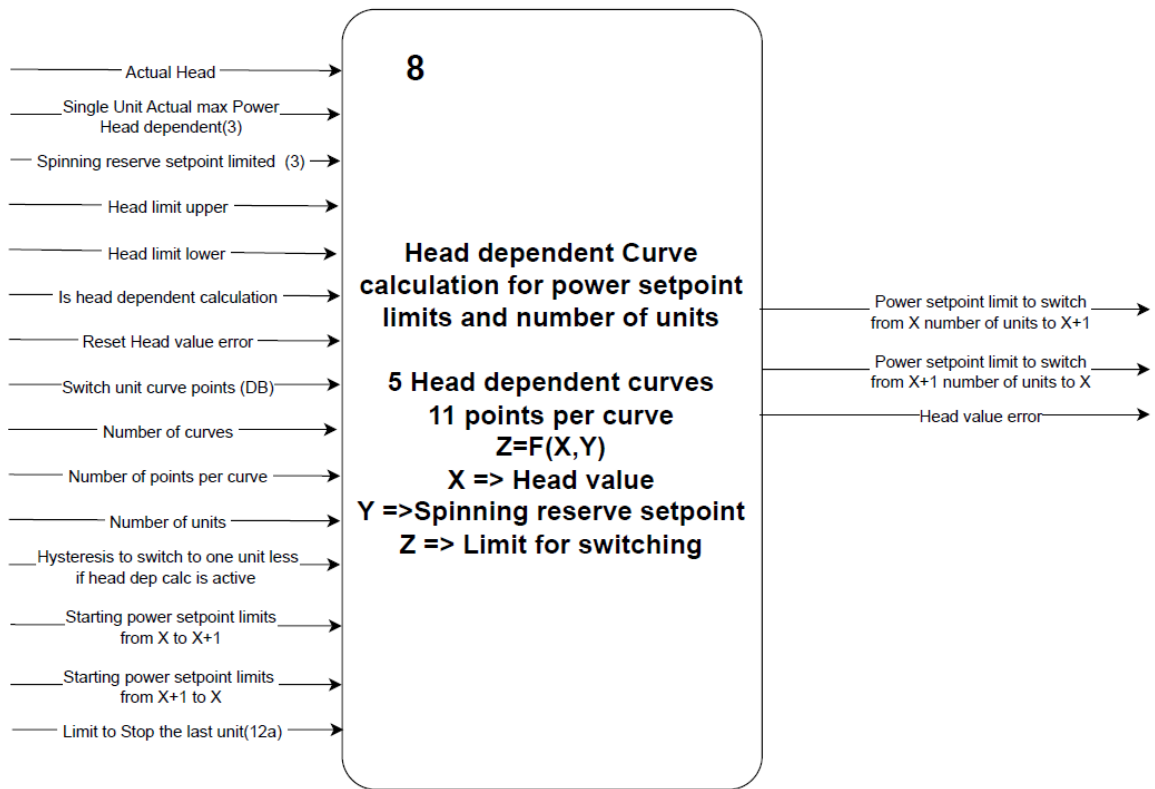 8
Actual Head
Single Unit Actual max Power
Head dependent(3)
Spinning reserve setpoint limited (3)
Head limit upper
Head limit lower
Is head dependent calculation
Reset Head value error
Switch unit curve points (DB)
Number of curves
Number of points per curve
Number of units
Hysteresis to switch to one unit less
if head dep calc is active
Starting power setpoint limits
from X to X+1
Starting power setpoint limits
from X+1 to X
Limit to Stop the last unit(12a)
Head dependent Curve
calculation for power setpoint
limits and number of units
5 Head dependent curves
11 points per curve
Z=F(X,Y)
X => Head value
Y =>Spinning reserve setpoint
Z => Limit for switching
Power setpoint limit to switch
from X number of units to X+1
Power setpoint limit to switch
from X+1 number of units to X
Head value error